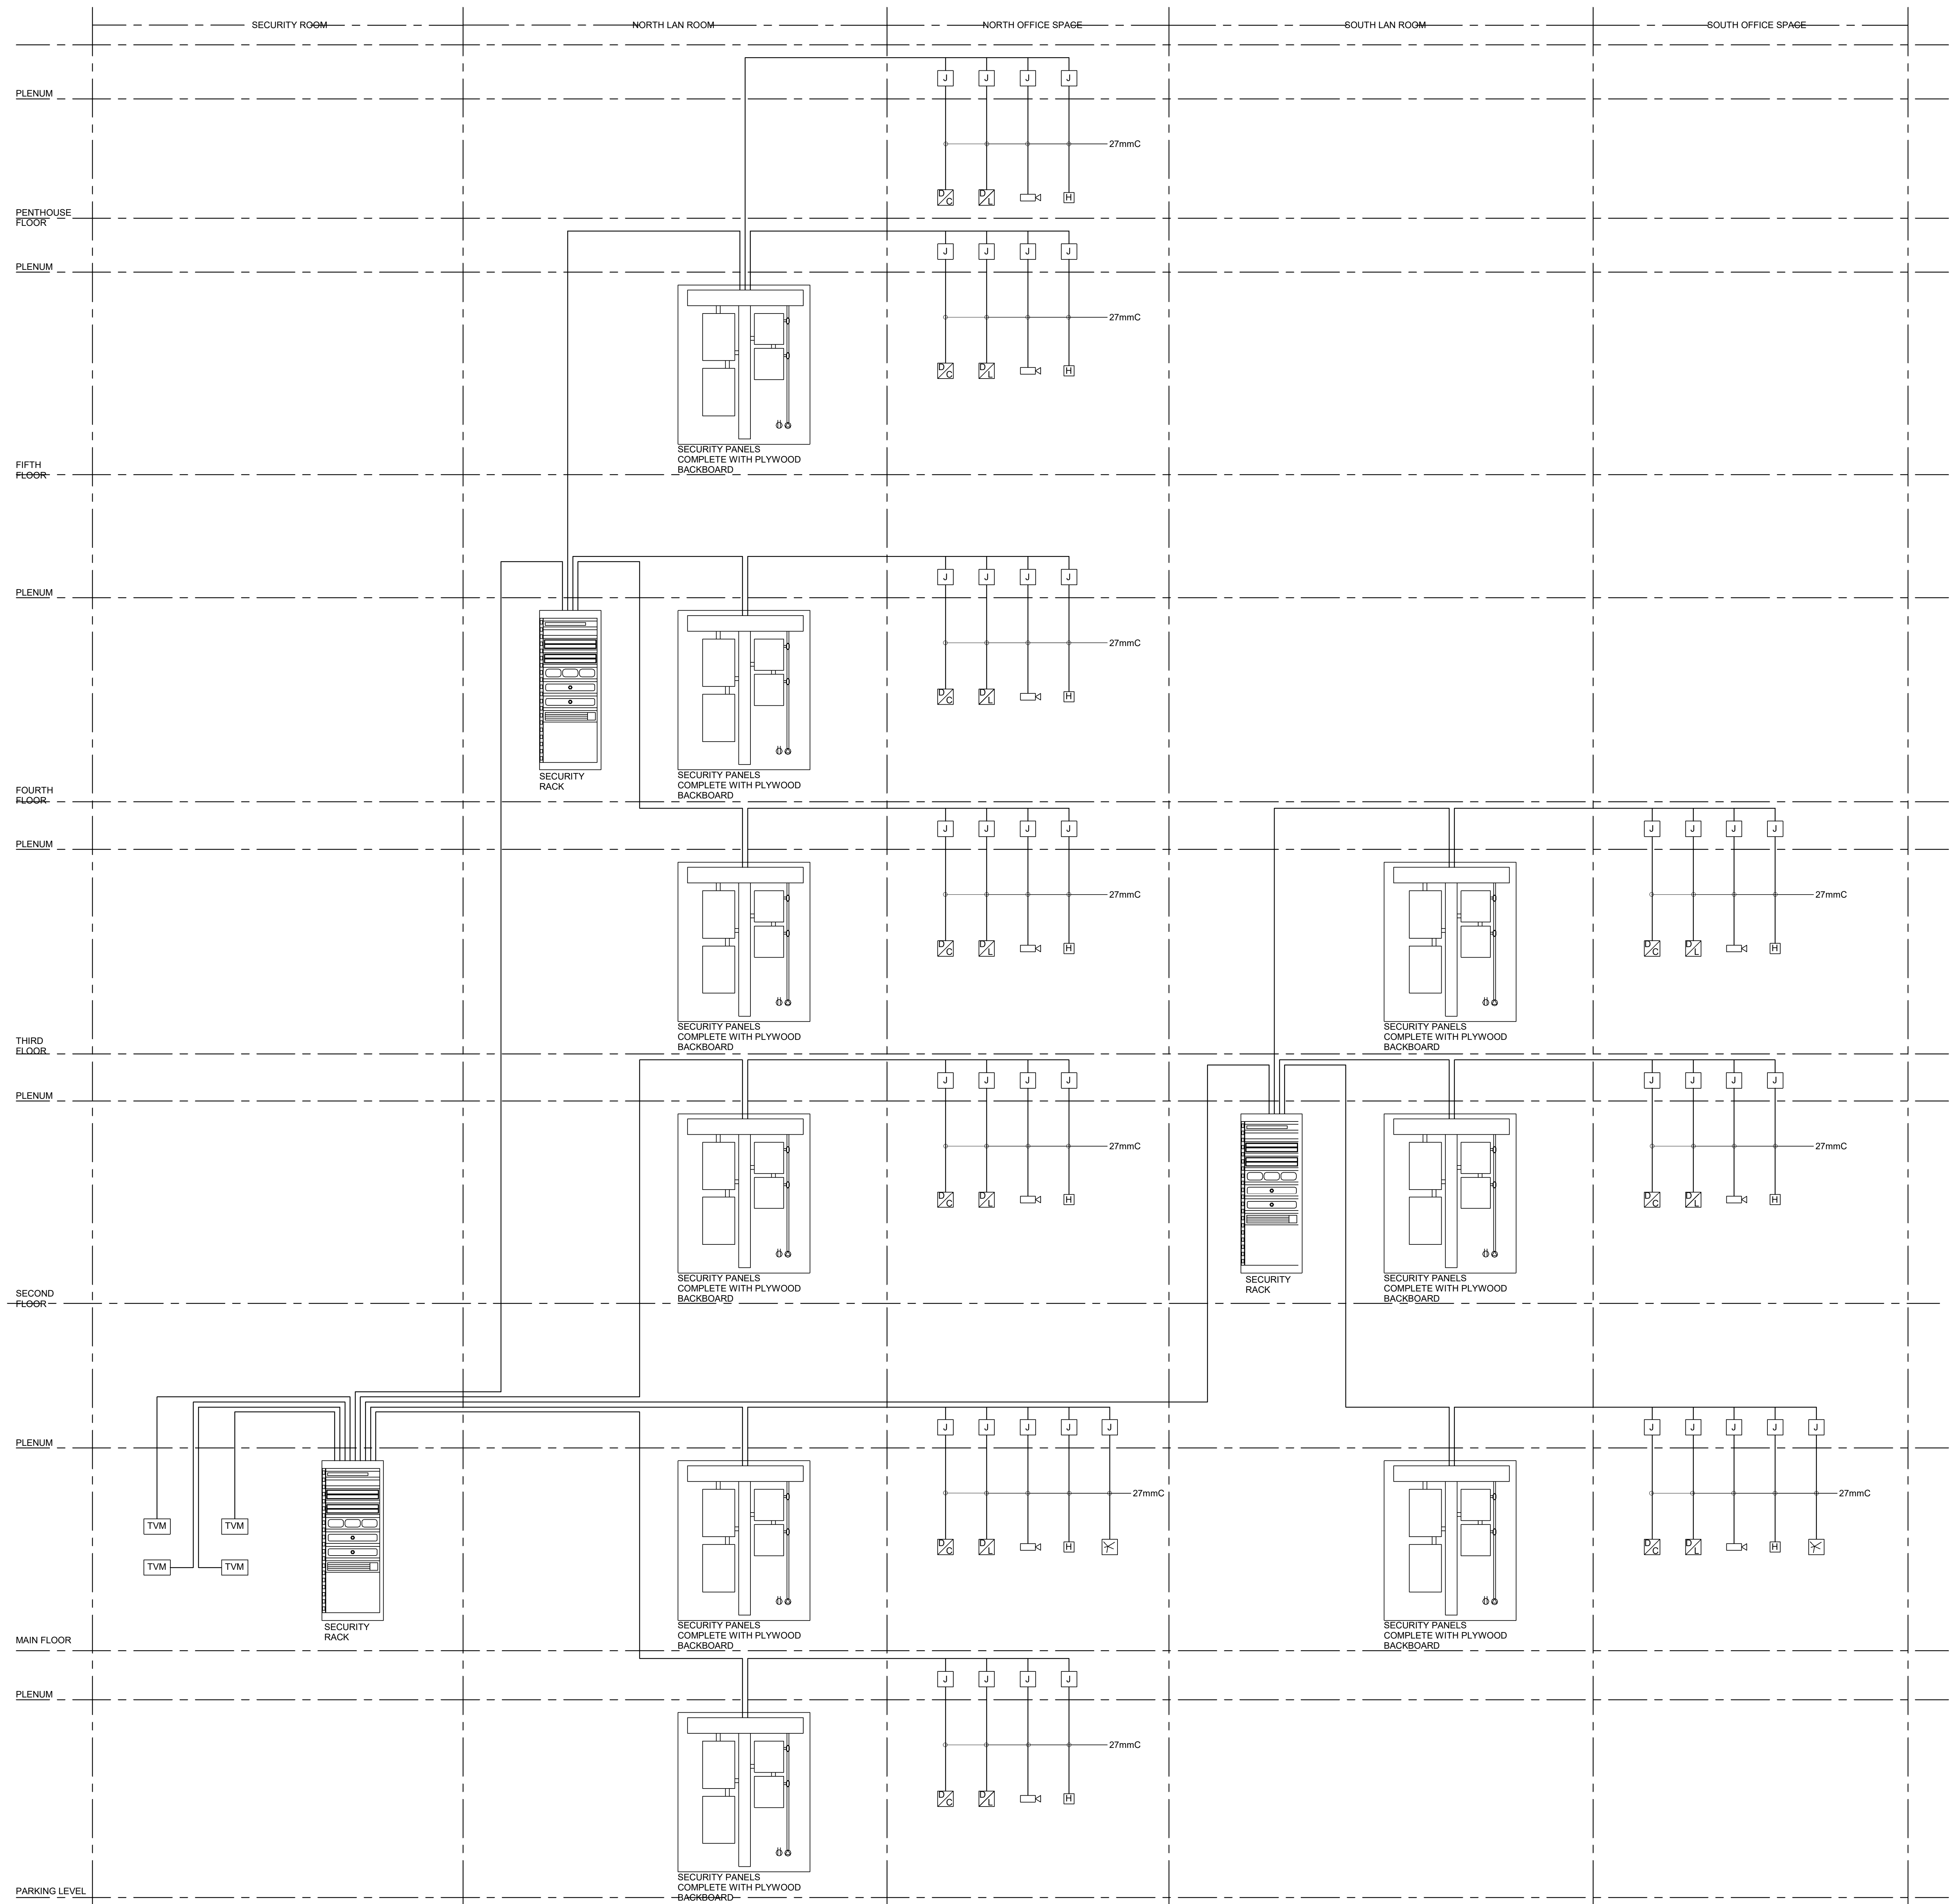 SECURITY ROOM
NORTH LAN ROOM
NORTH OFFICE SPACE
SOUTH LAN ROOM
SOUTH OFFICE SPACE
J J J J
PLENUM
27mmC
D/C D/L H
PENTHOUSE
FLOOR
J J J J
PLENUM
27mmC
D/C D/L H
SECURITY PANELS
COMPLETE WITH PLYWOOD
BACKBOARD
FIFTH
FLOOR
J J J J
PLENUM
27mmC
D/C D/L H
SECURITY
RACK
SECURITY PANELS
COMPLETE WITH PLYWOOD
BACKBOARD
FOURTH
FLOOR
J J J J
J J J J
PLENUM
27mmC
27mmC
D/C D/L H
D/C D/L H
SECURITY PANELS
COMPLETE WITH PLYWOOD
BACKBOARD
SECURITY PANELS
COMPLETE WITH PLYWOOD
BACKBOARD
THIRD
FLOOR
J J J J
J J J J
PLENUM
27mmC
27mmC
D/C D/L H
D/C D/L H
SECURITY PANELS
COMPLETE WITH PLYWOOD
BACKBOARD
SECURITY
RACK
SECURITY PANELS
COMPLETE WITH PLYWOOD
BACKBOARD
SECOND
FLOOR
J J J J J
J J J J J
PLENUM
27mmC
27mmC
TVM TVM
TVM TVM
D/C D/L H
D/C D/L H
SECURITY
RACK
SECURITY PANELS
COMPLETE WITH PLYWOOD
BACKBOARD
SECURITY PANELS
COMPLETE WITH PLYWOOD
BACKBOARD
MAIN FLOOR
J J J J
PLENUM
27mmC
D/C D/L H
SECURITY PANELS
COMPLETE WITH PLYWOOD
BACKBOARD
PARKING LEVEL